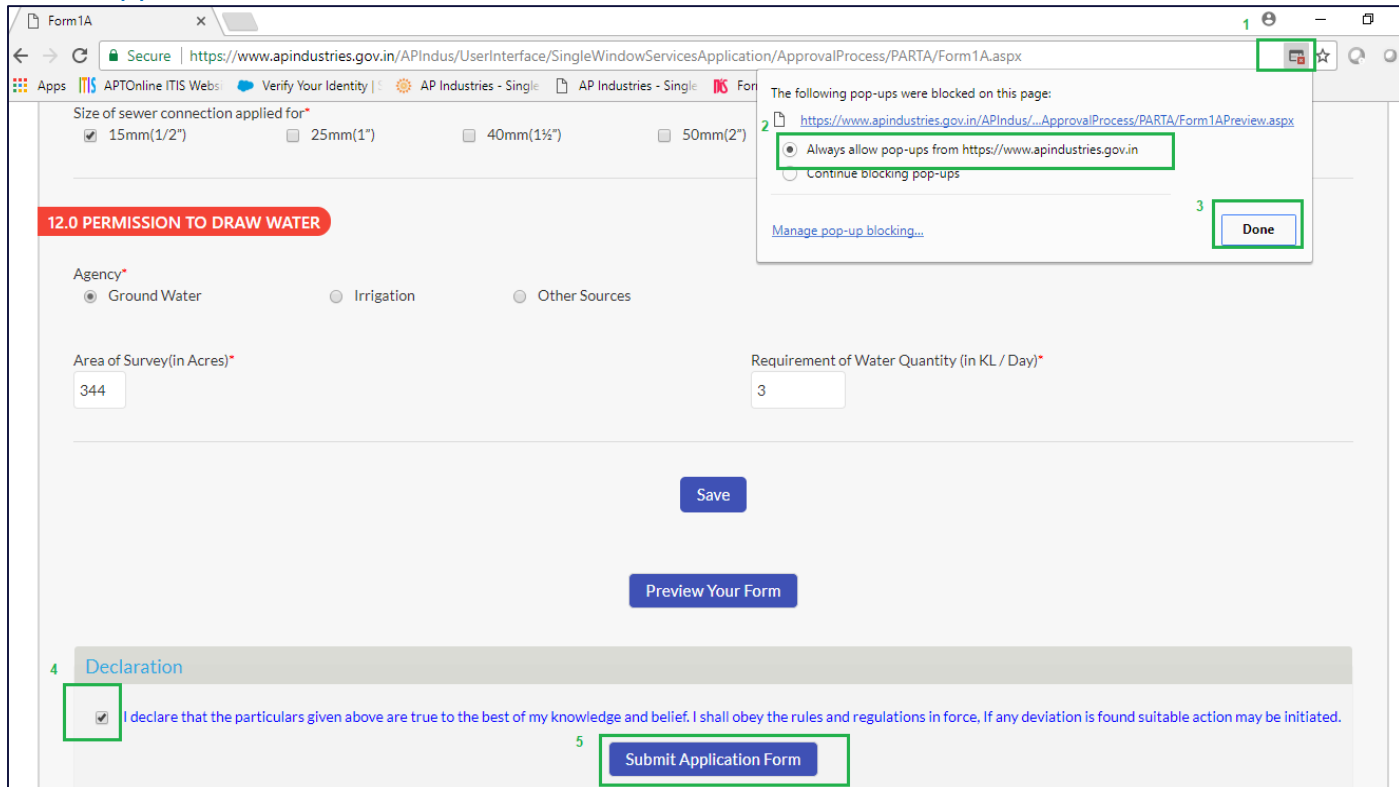 Form1A
1
Secure | https://www.apindustries.gov.in/APIndus/UserInterface/SingleWindowServicesApplication/ApprovalProcess/PARTA/Form1A.aspx
Apps APTOnline ITIS Websi Verify Your Identity | S AP Industries - Single AP Industries - Single For
The following pop-ups were blocked on this page:
2 https://www.apindustries.gov.in/APIndus/...ApprovalProcess/PARTA/Form1APreview.aspx
Always allow pop-ups from https://www.apindustries.gov.in
Continue blocking pop-ups
3
Manage pop-up blocking... Done
Size of sewer connection applied for*
15mm(1/2") 25mm(1") 40mm(1½") 50mm(2")
12.0 PERMISSION TO DRAW WATER
Agency*
Ground Water Irrigation Other Sources
Area of Survey(in Acres)* Requirement of Water Quantity (in KL / Day)*
344 3
Save
Preview Your Form
4 Declaration
I declare that the particulars given above are true to the best of my knowledge and belief. I shall obey the rules and regulations in force, If any deviation is found suitable action may be initiated.
5
Submit Application Form